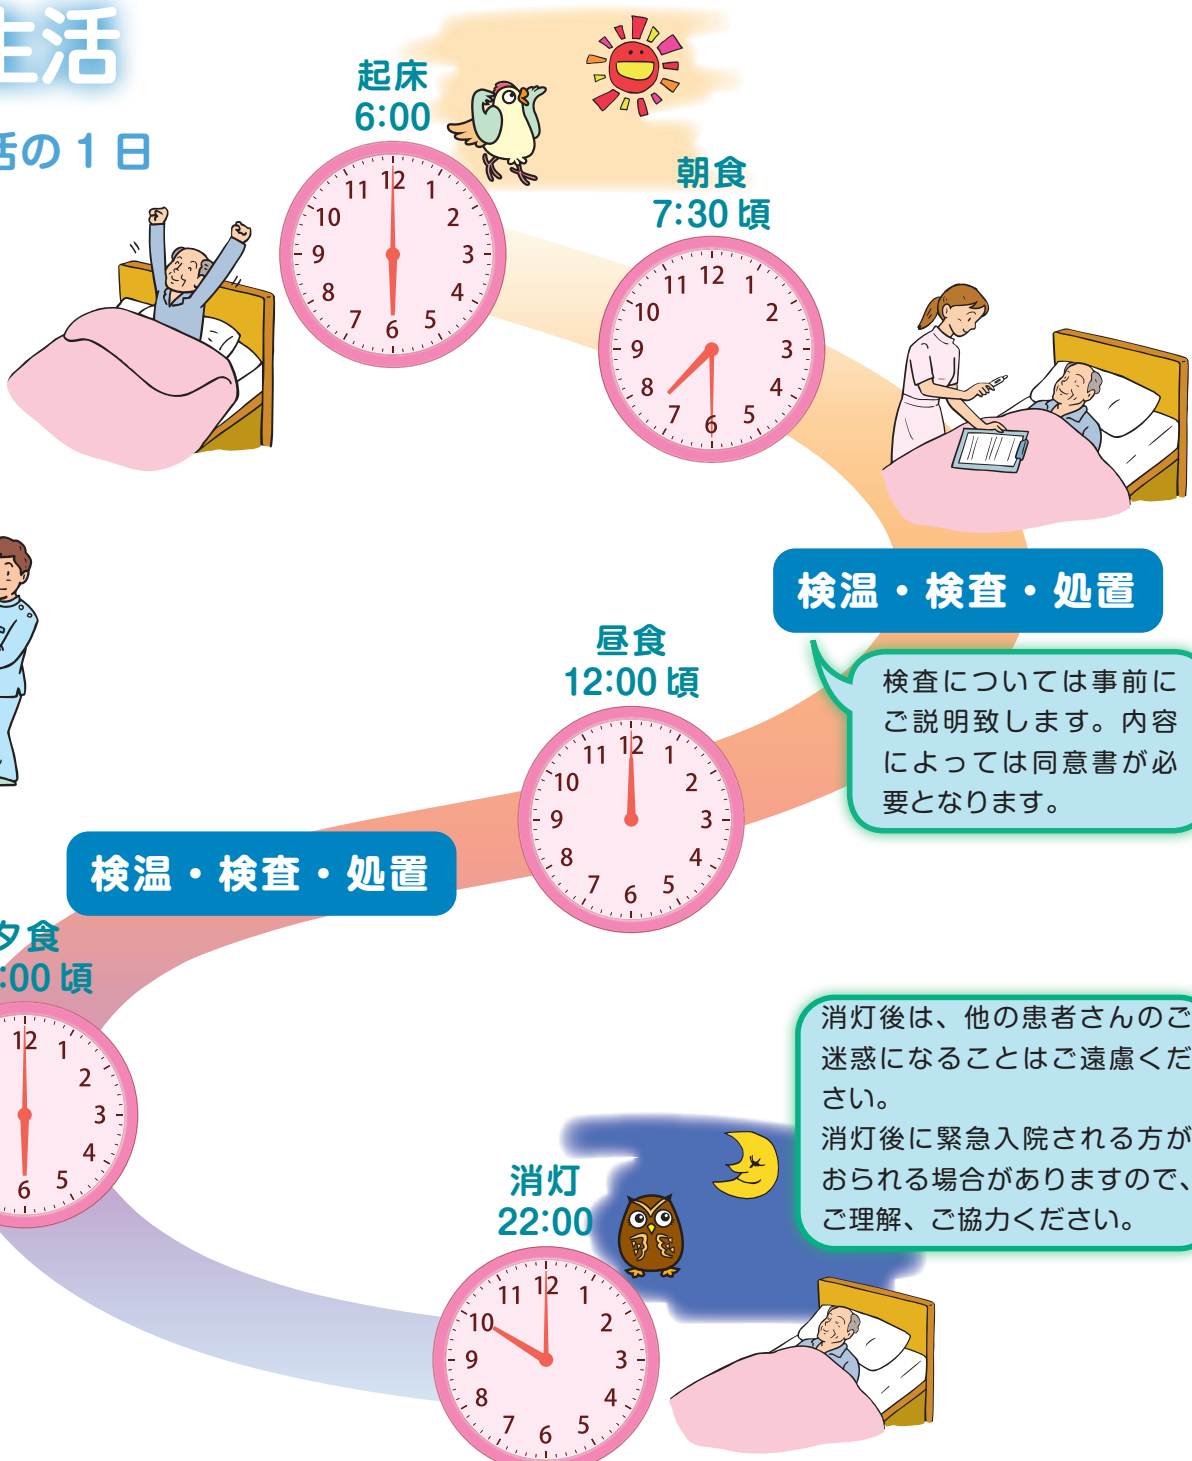 生活
活の1日
起床
6:00
朝食
7:30頃
検温・検査・処置
検査については事前に
ご説明致します。内容
によっては同意書が必
要となります。
昼食
12:00頃
検温・検査・処置
夕食
:00頃
消灯後は、他の患者さんのご
迷惑になることはご遠慮くだ
さい。
消灯後に緊急入院される方が
おられる場合がありますので、
ご理解、ご協力ください。
消灯
22:00